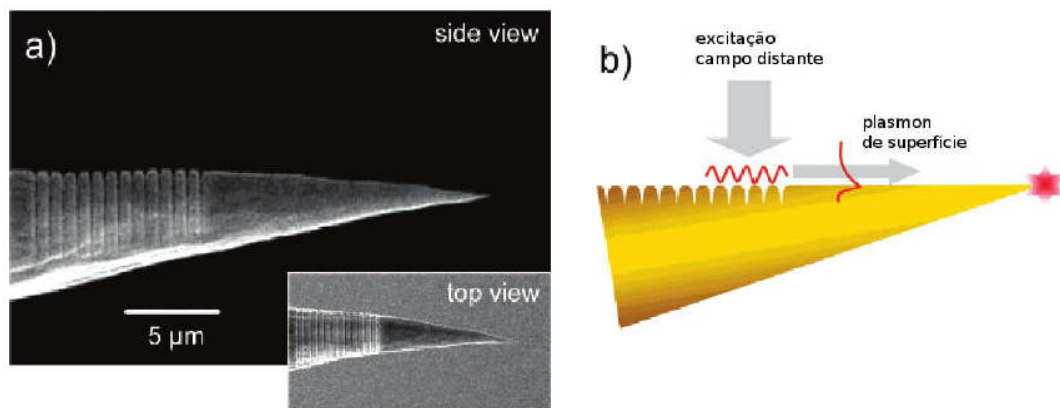 a)
side view
5 μm
top view
b)
excitação
campo distante
plasmon
de superfície